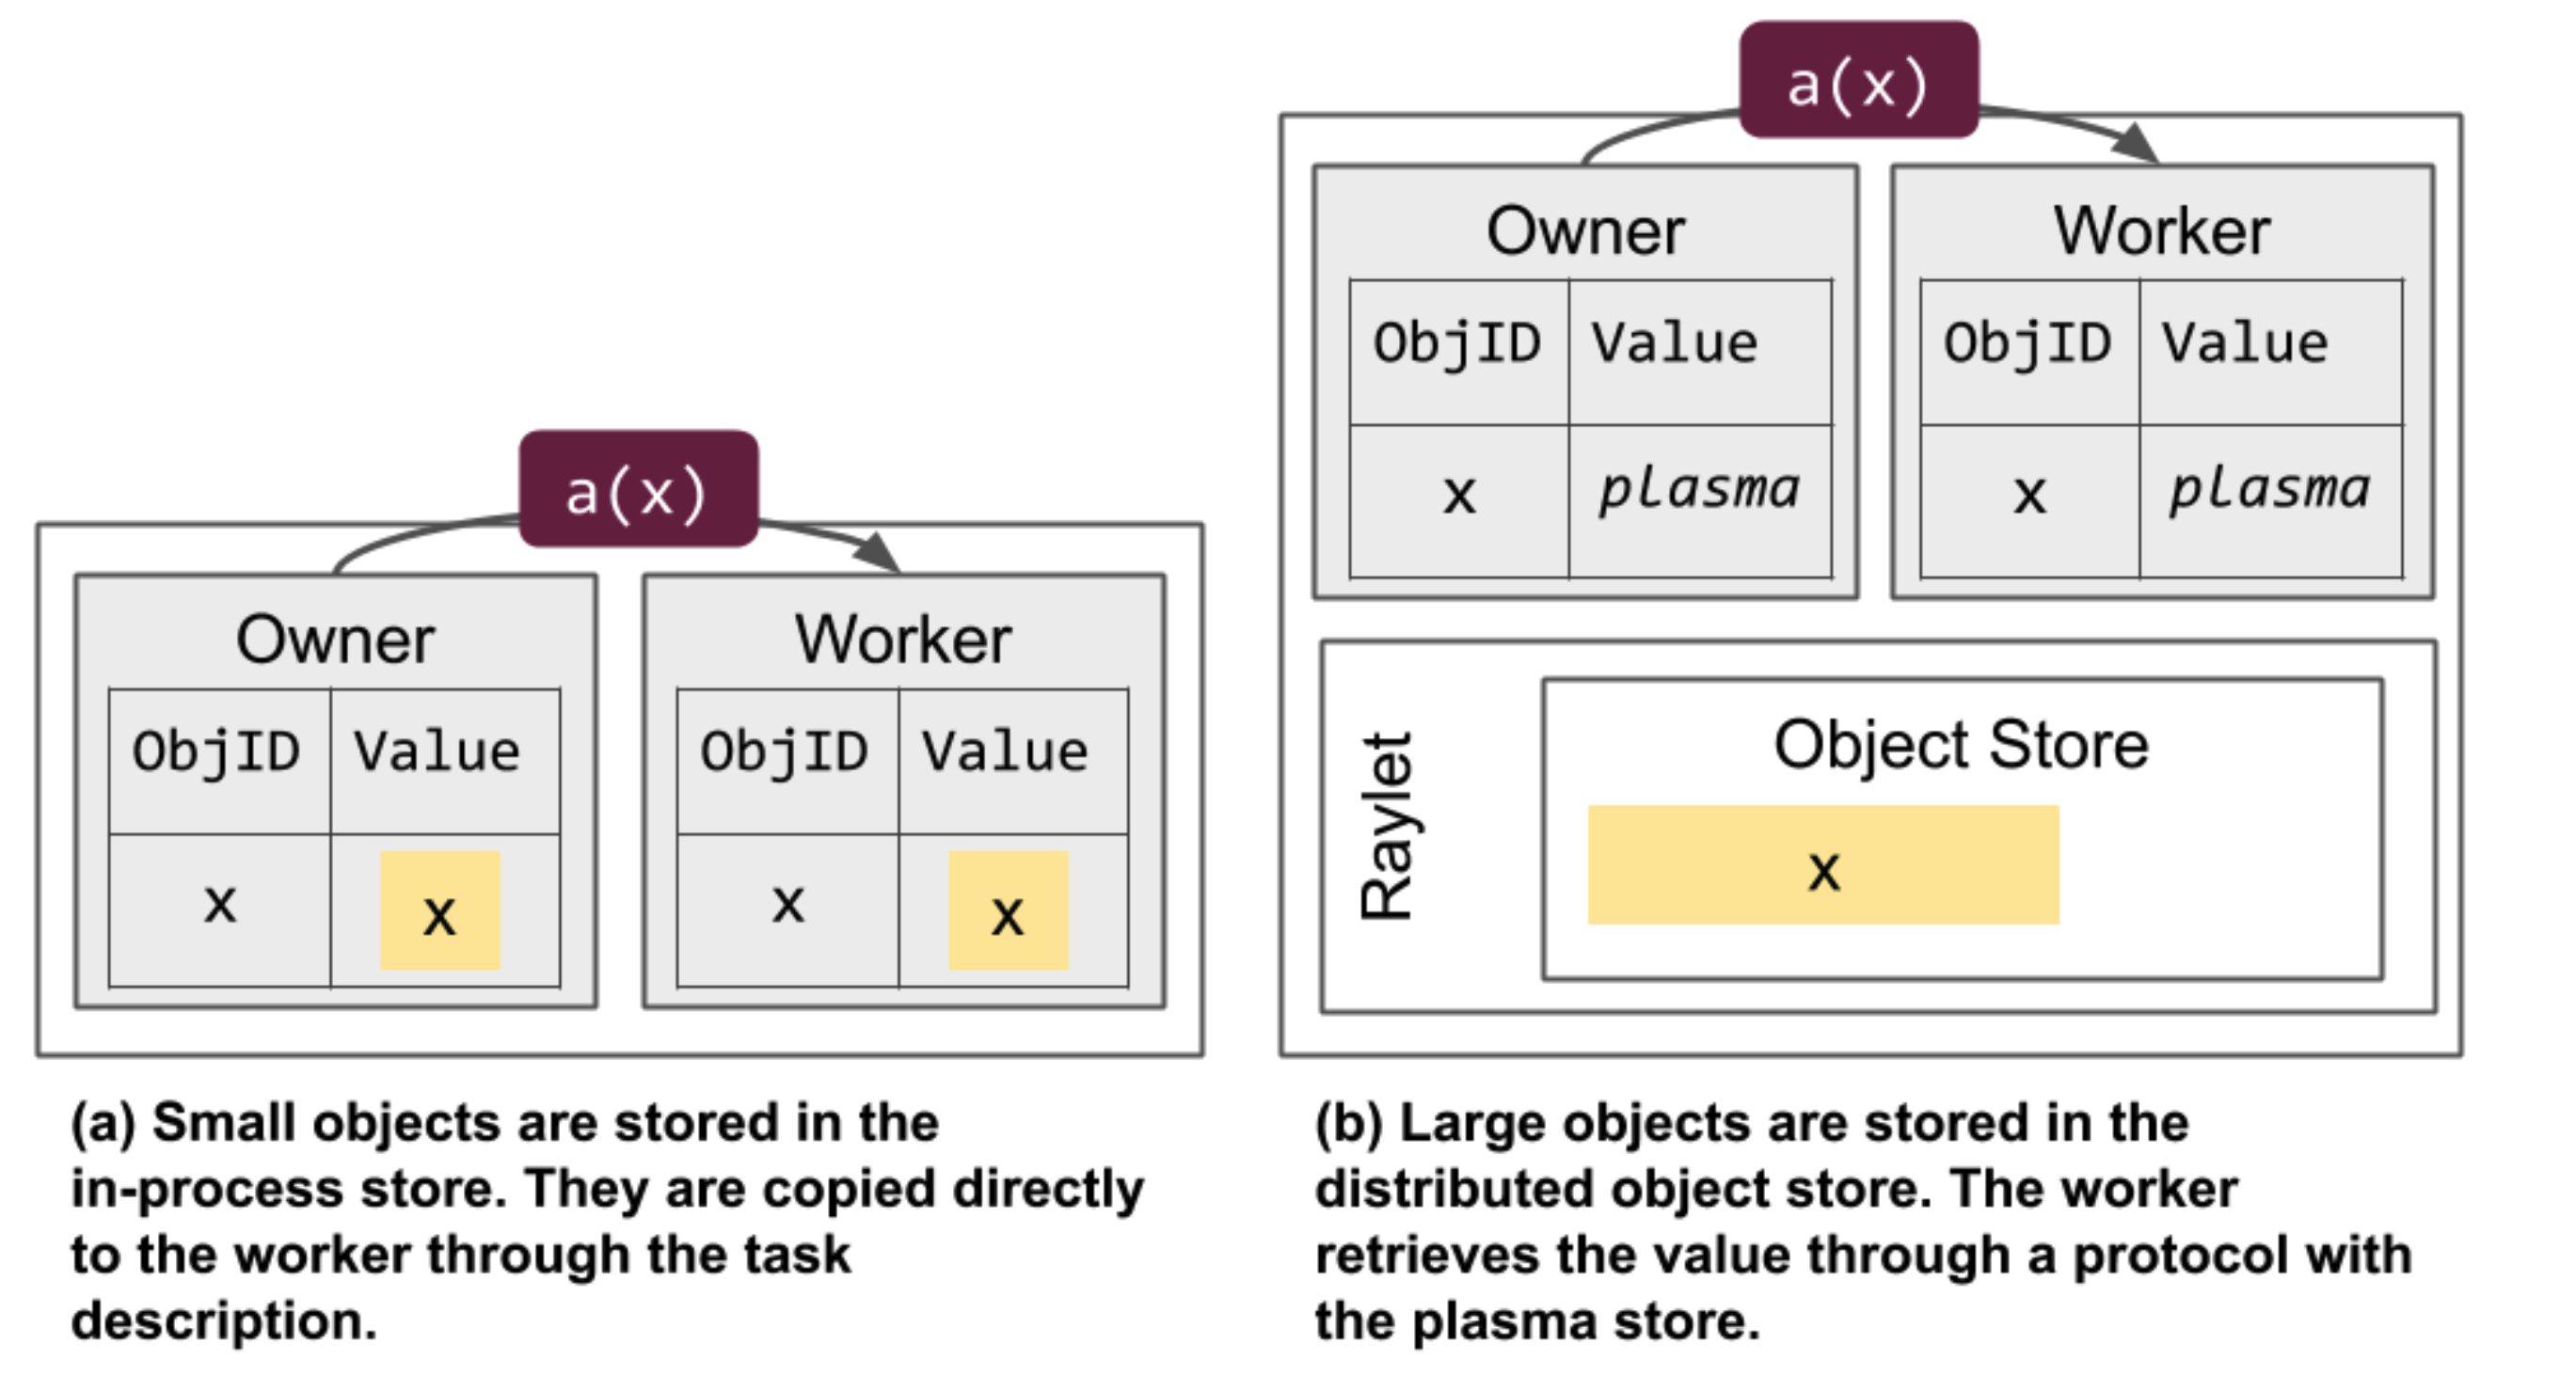 a(x)
Owner
ObjID Value
x x
Worker
ObjID Value
x x
(a) Small objects are stored in the
in-process store. They are copied directly
to the worker through the task
description.
a(x)
Owner
ObjID Value
x plasma
Worker
ObjID Value
x plasma
Raylet
Object Store
x
(b) Large objects are stored in the
distributed object store. The worker
retrieves the value through a protocol with
the plasma store.